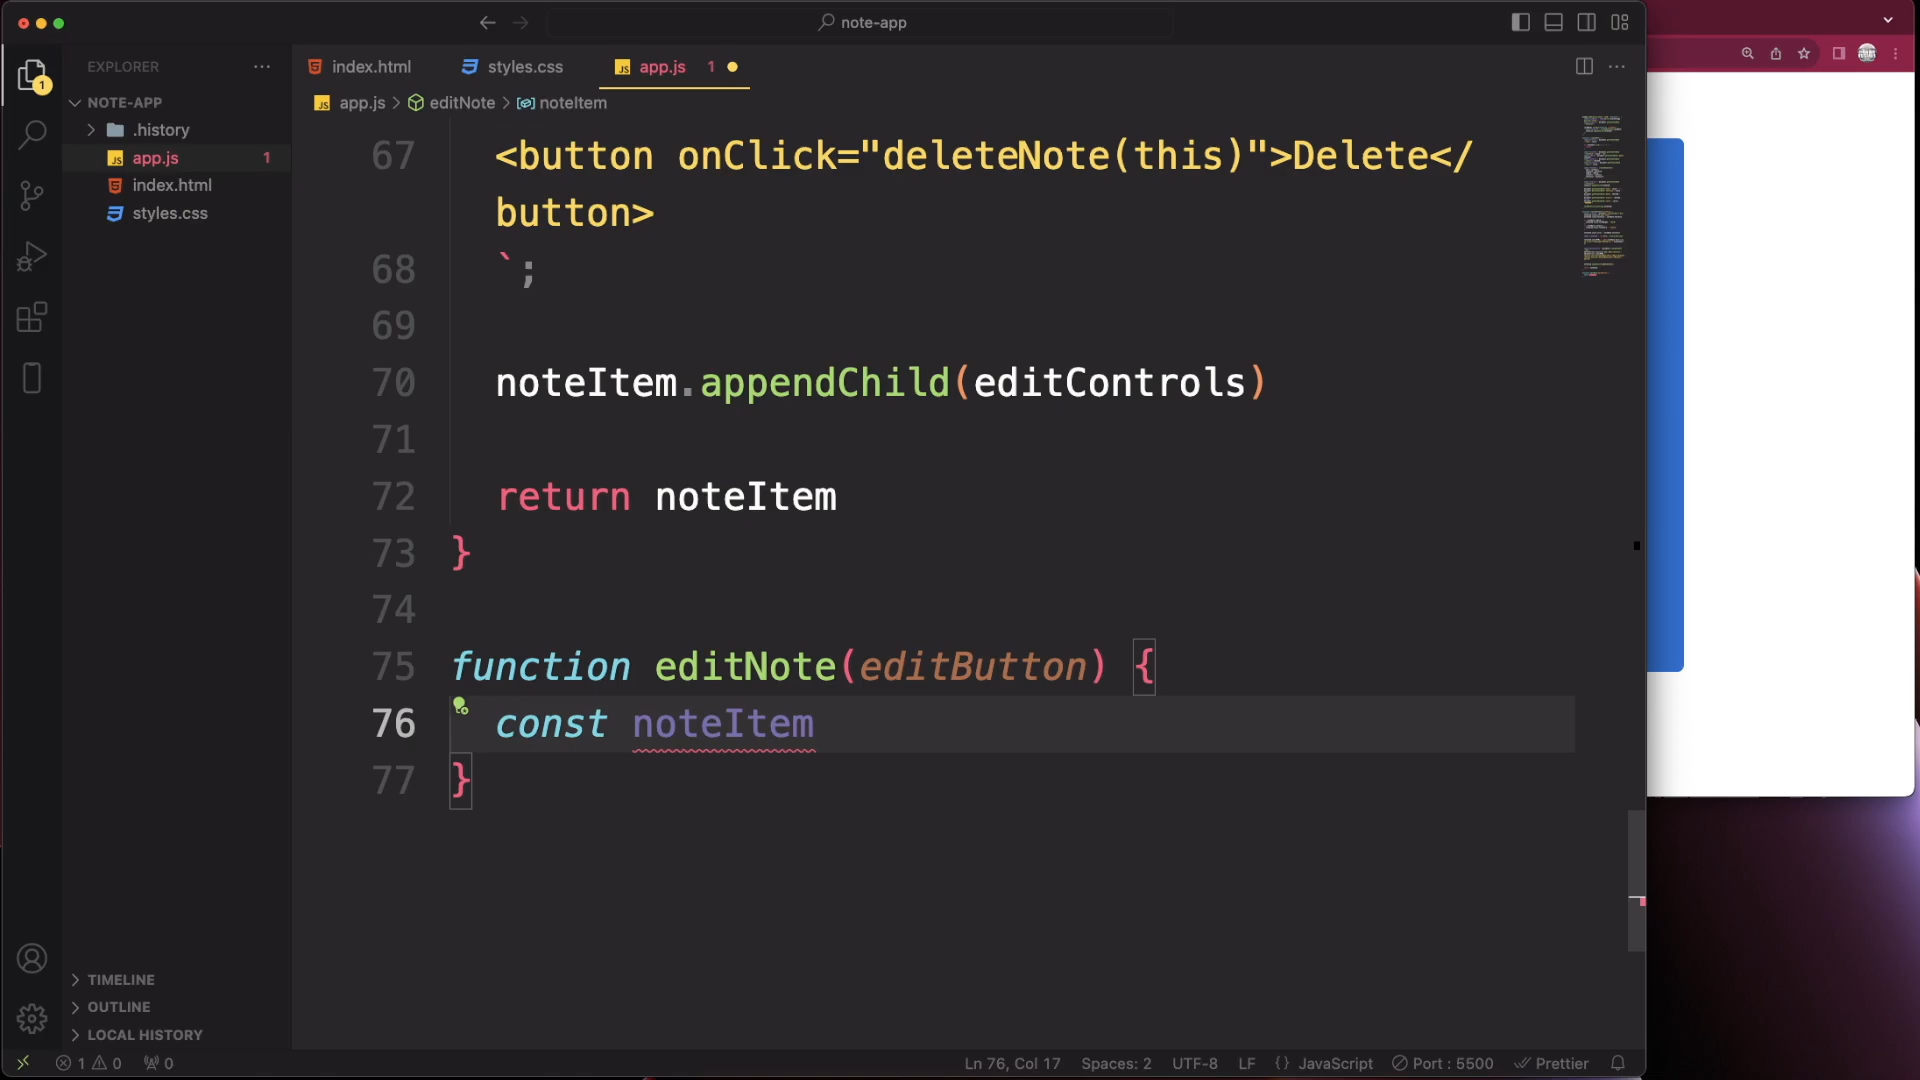 note-app
EXPLORER
index.html
styles.css
app.js 1
app.js > editNote > noteItem
NOTE-APP
.history
app.js 1
index.html
styles.css
67 <button onClick="deleteNote(this)">Delete</
button>
68 `;
69
70 noteItem.appendChild(editControls)
71
72 return noteItem
73 }
74
75 function editNote(editButton) {
76 const noteItem
77 }
TIMELINE
OUTLINE
LOCAL HISTORY
1 0 0
Ln 76, Col 17 Spaces: 2 UTF-8 LF {} JavaScript Port : 5500 Prettier